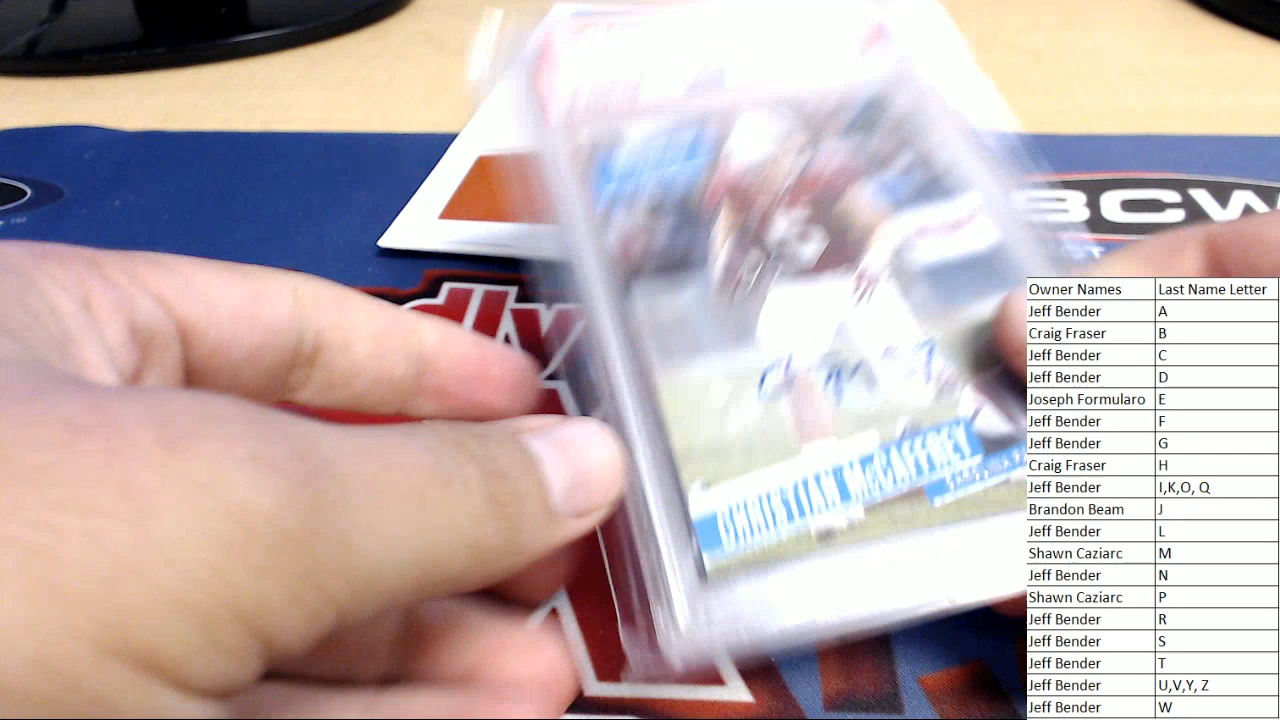 BCW
CHRISTIAN McCAFFREY
Owner Names Last Name Letter
Jeff Bender A
Craig Fraser B
Jeff Bender C
Jeff Bender D
Joseph Formularo E
Jeff Bender F
Jeff Bender G
Craig Fraser H
Jeff Bender I,K,O, Q
Brandon Beam J
Jeff Bender L
Shawn Caziarc M
Jeff Bender N
Shawn Caziarc P
Jeff Bender R
Jeff Bender S
Jeff Bender T
Jeff Bender U,V,Y, Z
Jeff Bender W